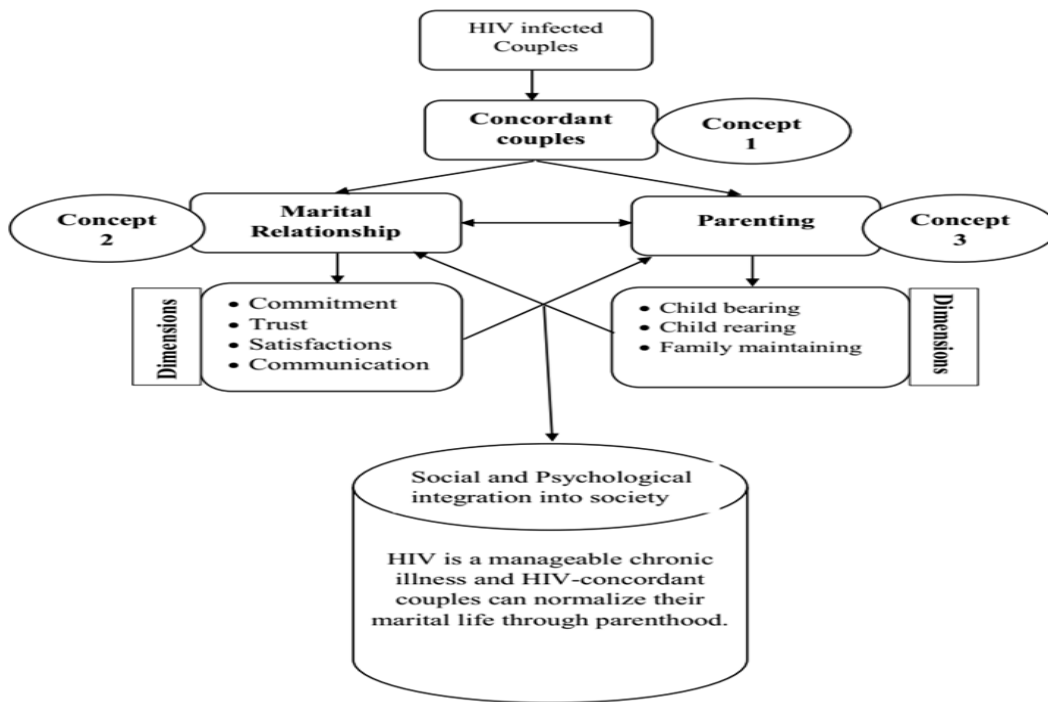 HIV infected
Couples
Concordant
couples
Concept
1
Concept
2
Marital
Relationship
Parenting
Concept
3
Dimensions
• Commitment
• Trust
• Satisfactions
• Communication
• Child bearing
• Child rearing
• Family maintaining
Dimensions
Social and Psychological
integration into society
HIV is a manageable chronic
illness and HIV-concordant
couples can normalize their
marital life through parenthood.